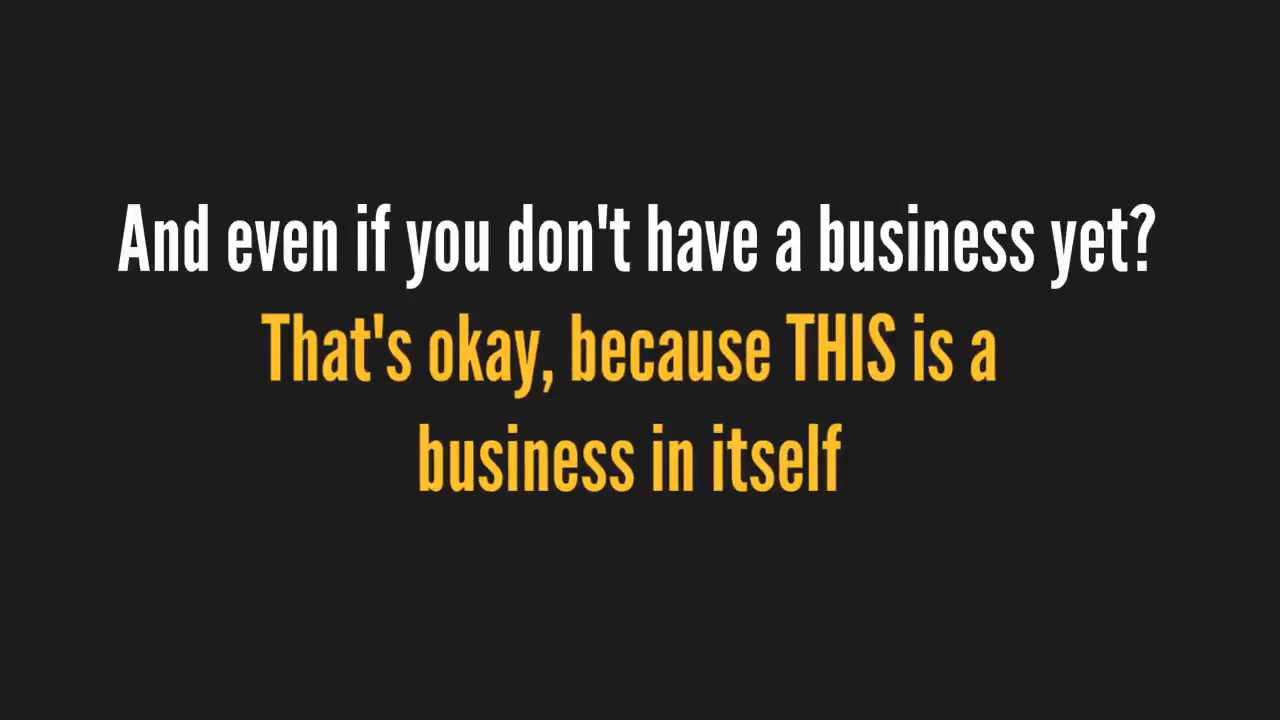 And even if you don't have a business yet?
That's okay, because THIS is a
business in itself